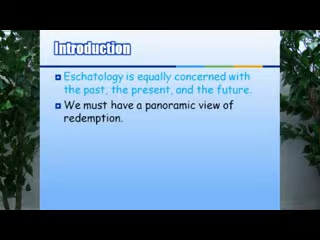 Introduction
Eschatology is equally concerned with
the past, the present, and the future.
We must have a panoramic view of
redemption.